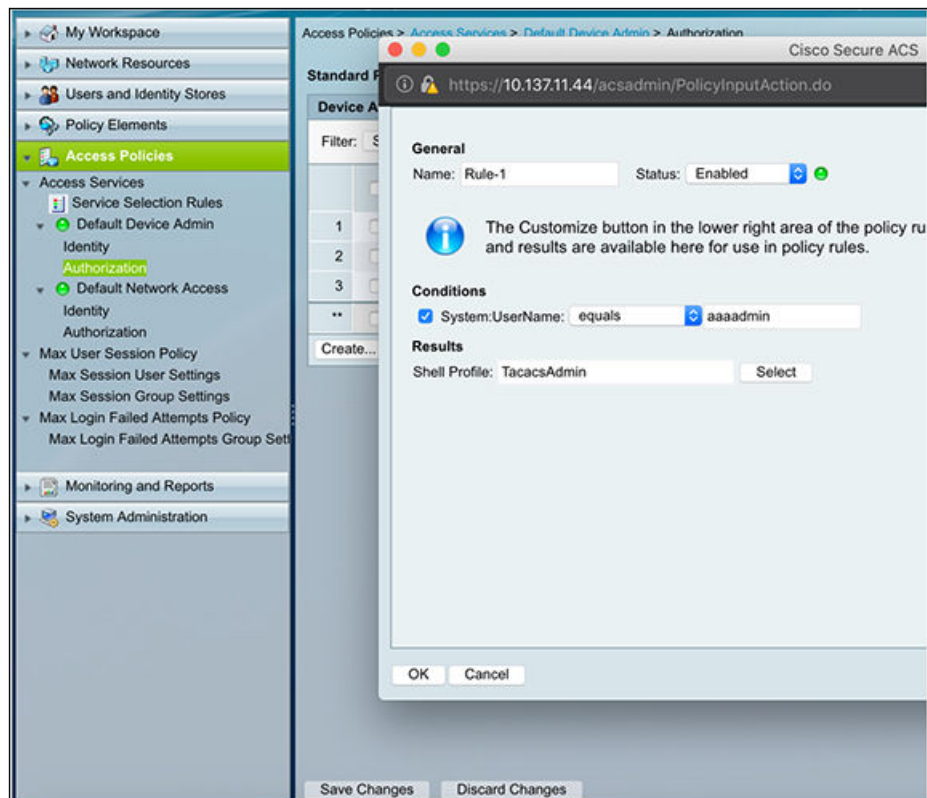 My Workspace
Network Resources
Users and Identity Stores
Policy Elements
Access Policies
Access Services
Service Selection Rules
Default Device Admin
Identity
Authorization
Default Network Access
Identity
Authorization
Max User Session Policy
Max Session User Settings
Max Session Group Settings
Max Login Failed Attempts Policy
Max Login Failed Attempts Group Sett
Monitoring and Reports
System Administration
Access Policies > Access Services > Default Device Admin > Authorization
Standard P
Device A
Filter: S
1
2
3
**
Create...
Save Changes Discard Changes
Cisco Secure ACS
https://10.137.11.44/acsadmin/PolicyInputAction.do
General
Name: Rule-1 Status: Enabled
The Customize button in the lower right area of the policy ru
and results are available here for use in policy rules.
Conditions
System:UserName: equals aaaadmin
Results
Shell Profile: TacacsAdmin Select
OK Cancel